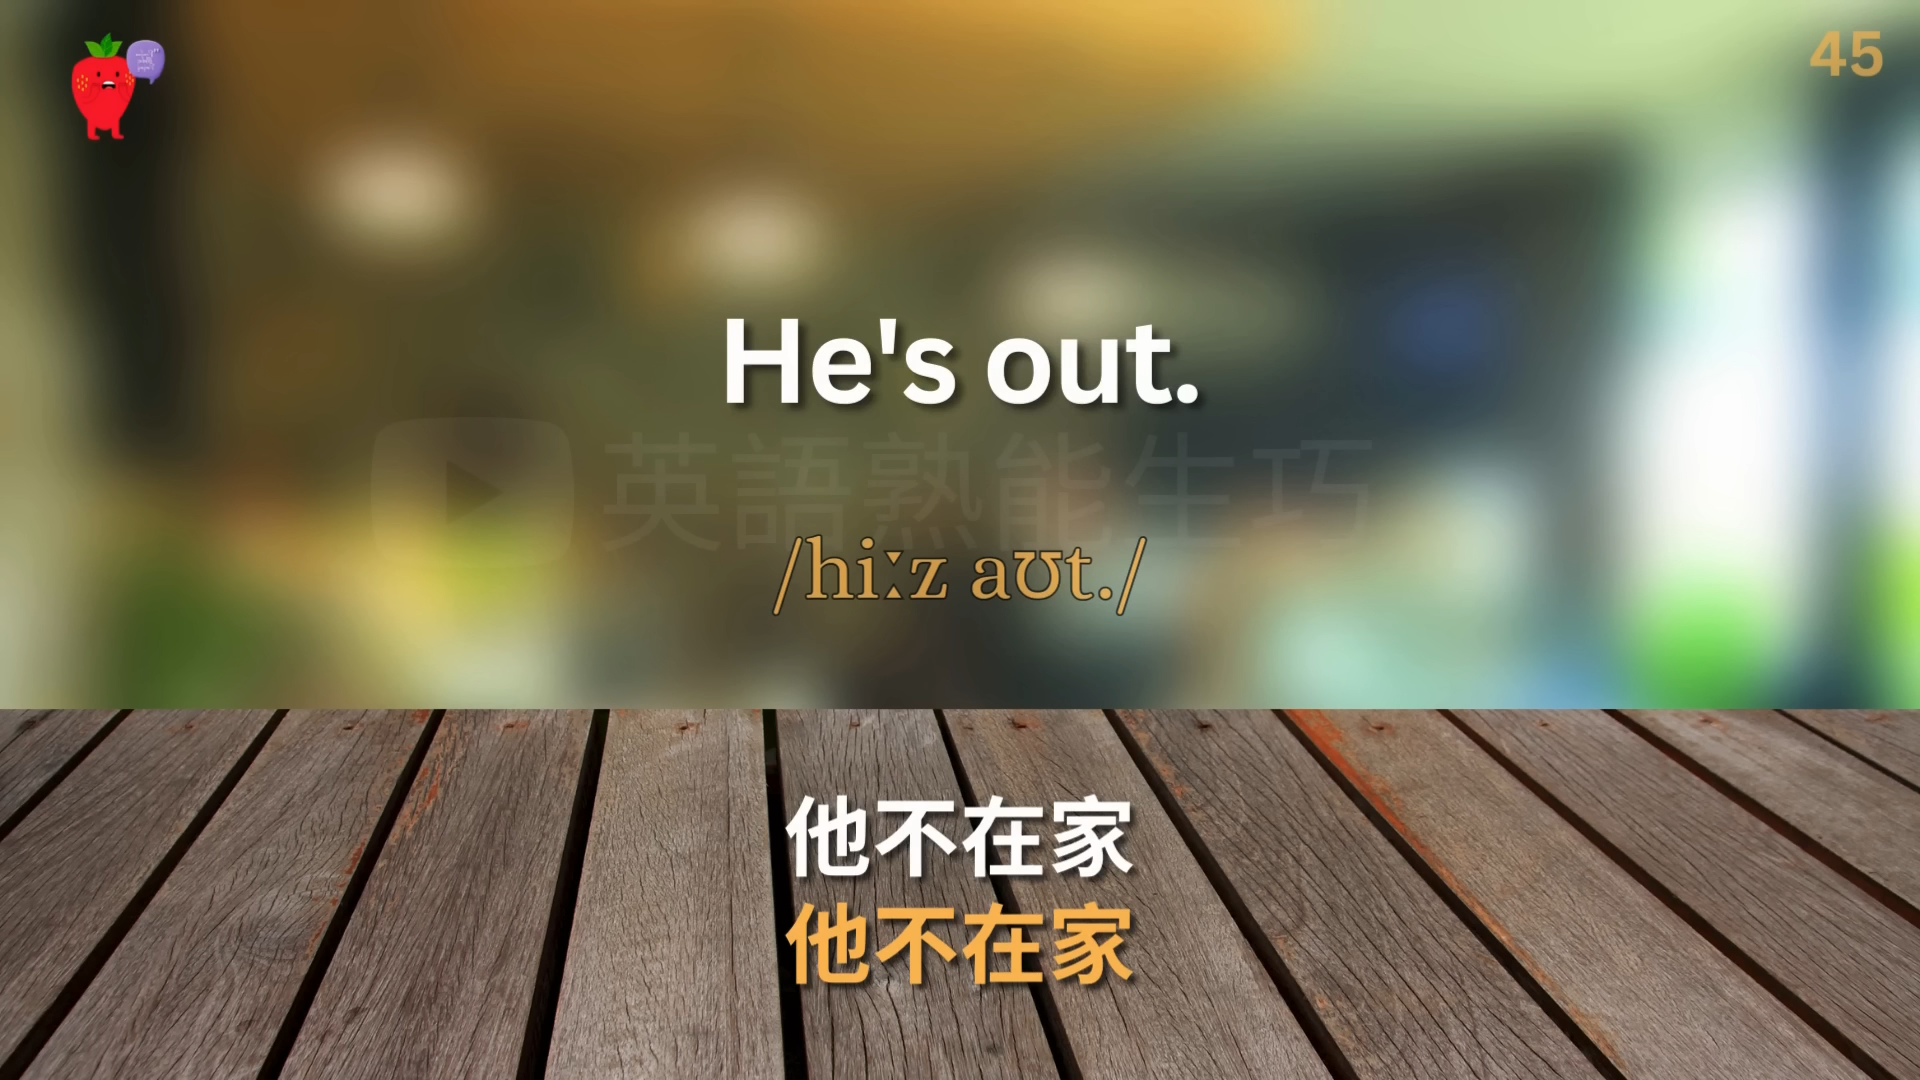 45
He's out.
英語熟能生巧
/hiːz aʊt./
他不在家
他不在家